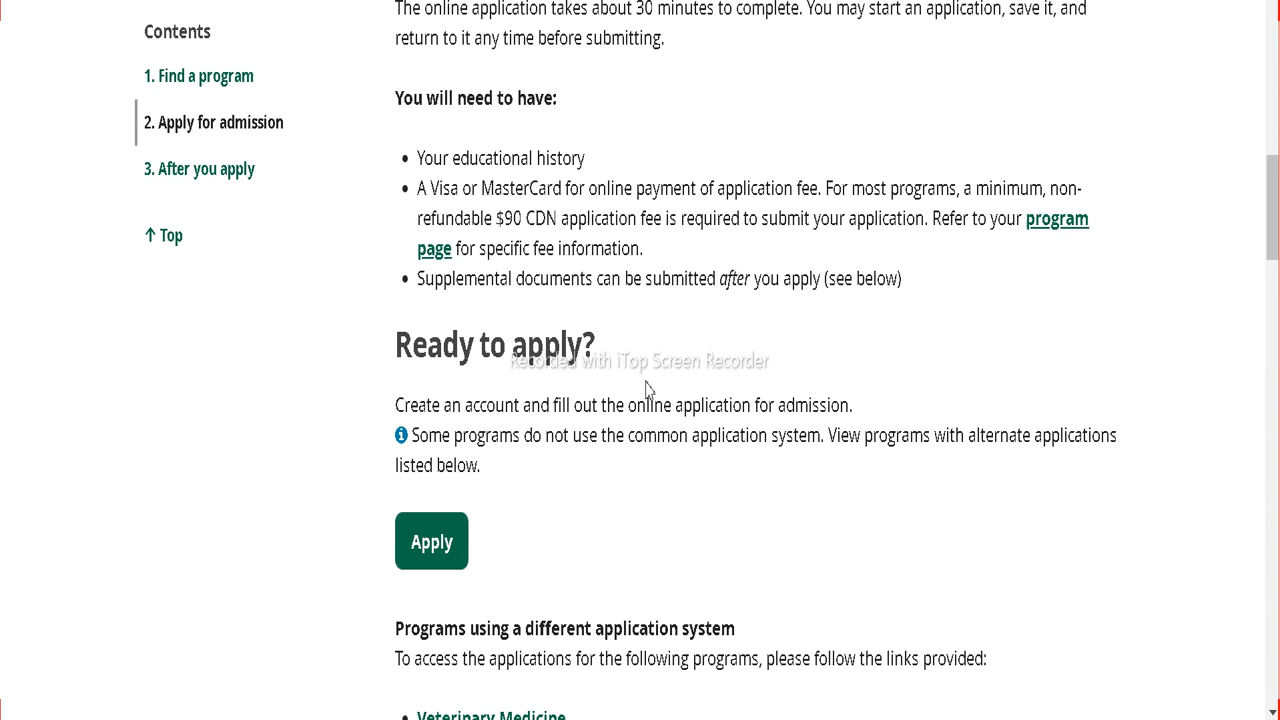 Contents
1. Find a program
2. Apply for admission
3. After you apply
↑ Top
The online application takes about 30 minutes to complete. You may start an application, save it, and
return to it any time before submitting.
You will need to have:
• Your educational history
• A Visa or MasterCard for online payment of application fee. For most programs, a minimum, non-
refundable $90 CDN application fee is required to submit your application. Refer to your program
page for specific fee information.
• Supplemental documents can be submitted after you apply (see below)
Ready to apply?
Recorded with iTop Screen Recorder
Create an account and fill out the online application for admission.
Some programs do not use the common application system. View programs with alternate applications
listed below.
Apply
Programs using a different application system
To access the applications for the following programs, please follow the links provided:
• Veterinary Medicine